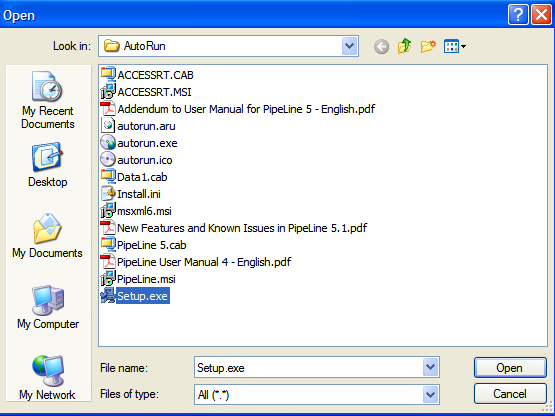 Open
Look in: AutoRun
My Recent
Documents
Desktop
My Documents
My Computer
My Network
ACCESSRT.CAB
ACCESSRT.MSI
Addendum to User Manual for PipeLine 5 - English.pdf
autorun.aru
autorun.exe
autorun.ico
Data1.cab
Install.ini
msxml6.msi
New Features and Known Issues in PipeLine 5.1.pdf
PipeLine 5.cab
PipeLine User Manual 4 - English.pdf
PipeLine.msi
Setup.exe
File name: Setup.exe Open
Files of type: All (*.*) Cancel